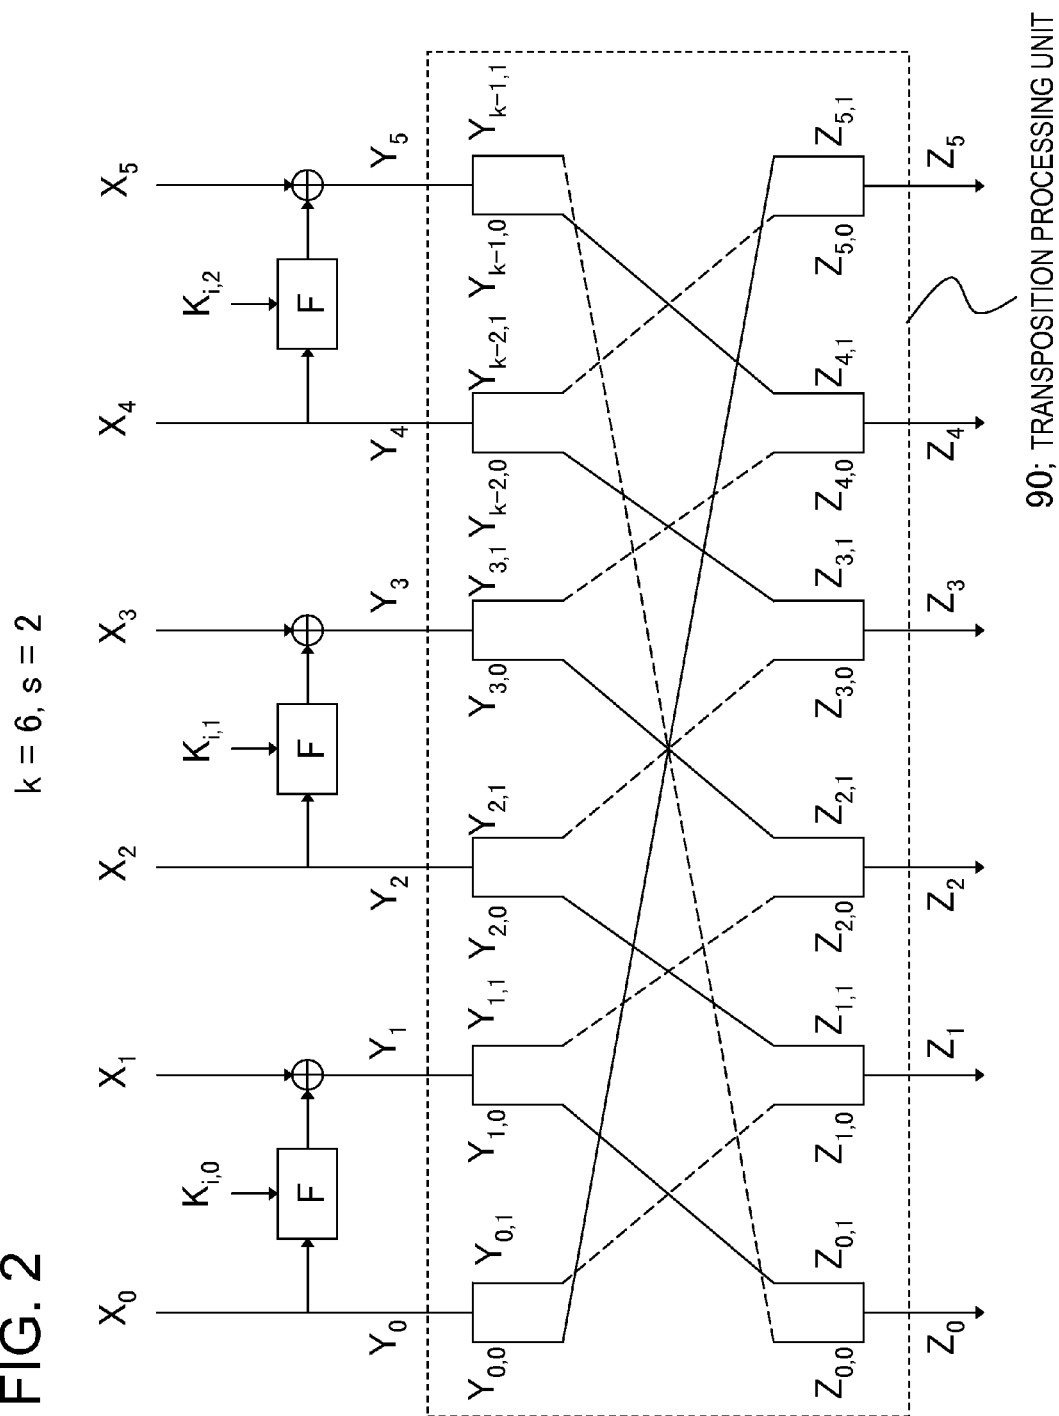 FIG. 2
k = 6, s = 2
X0 X1 X2 X3 X4 X5
Ki,0 Ki,1 Ki,2
F F F
Y0 Y1 Y2 Y3 Y4 Y5
Y0,0 Y0,1 Y1,0 Y1,1 Y2,0 Y2,1 Y3,0 Y3,1 Yk−2,0 Yk−2,1 Yk−1,0 Yk−1,1
Z0,0 Z0,1 Z1,0 Z1,1 Z2,0 Z2,1 Z3,0 Z3,1 Z4,0 Z4,1 Z5,0 Z5,1
Z0 Z1 Z2 Z3 Z4 Z5
90; TRANSPOSITION PROCESSING UNIT